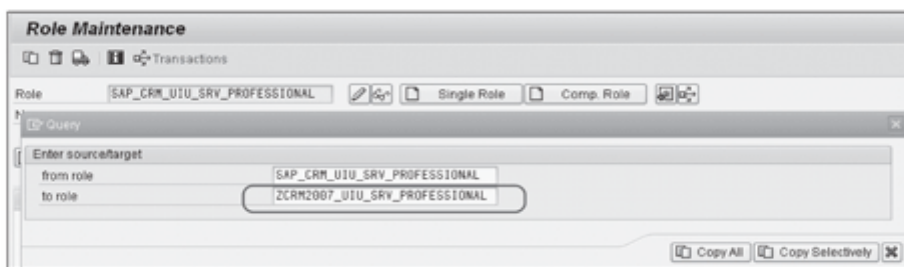 Role Maintenance
Transactions
Role SAP_CRM_UIU_SRV_PROFESSIONAL Single Role Comp. Role
Query
Enter source/target
from role SAP_CRM_UIU_SRV_PROFESSIONAL
to role ZCRM2007_UIU_SRV_PROFESSIONAL
Copy All Copy Selectively